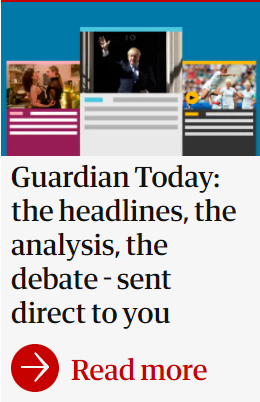 Guardian Today:
the headlines, the
analysis, the
debate - sent
direct to you
Read more